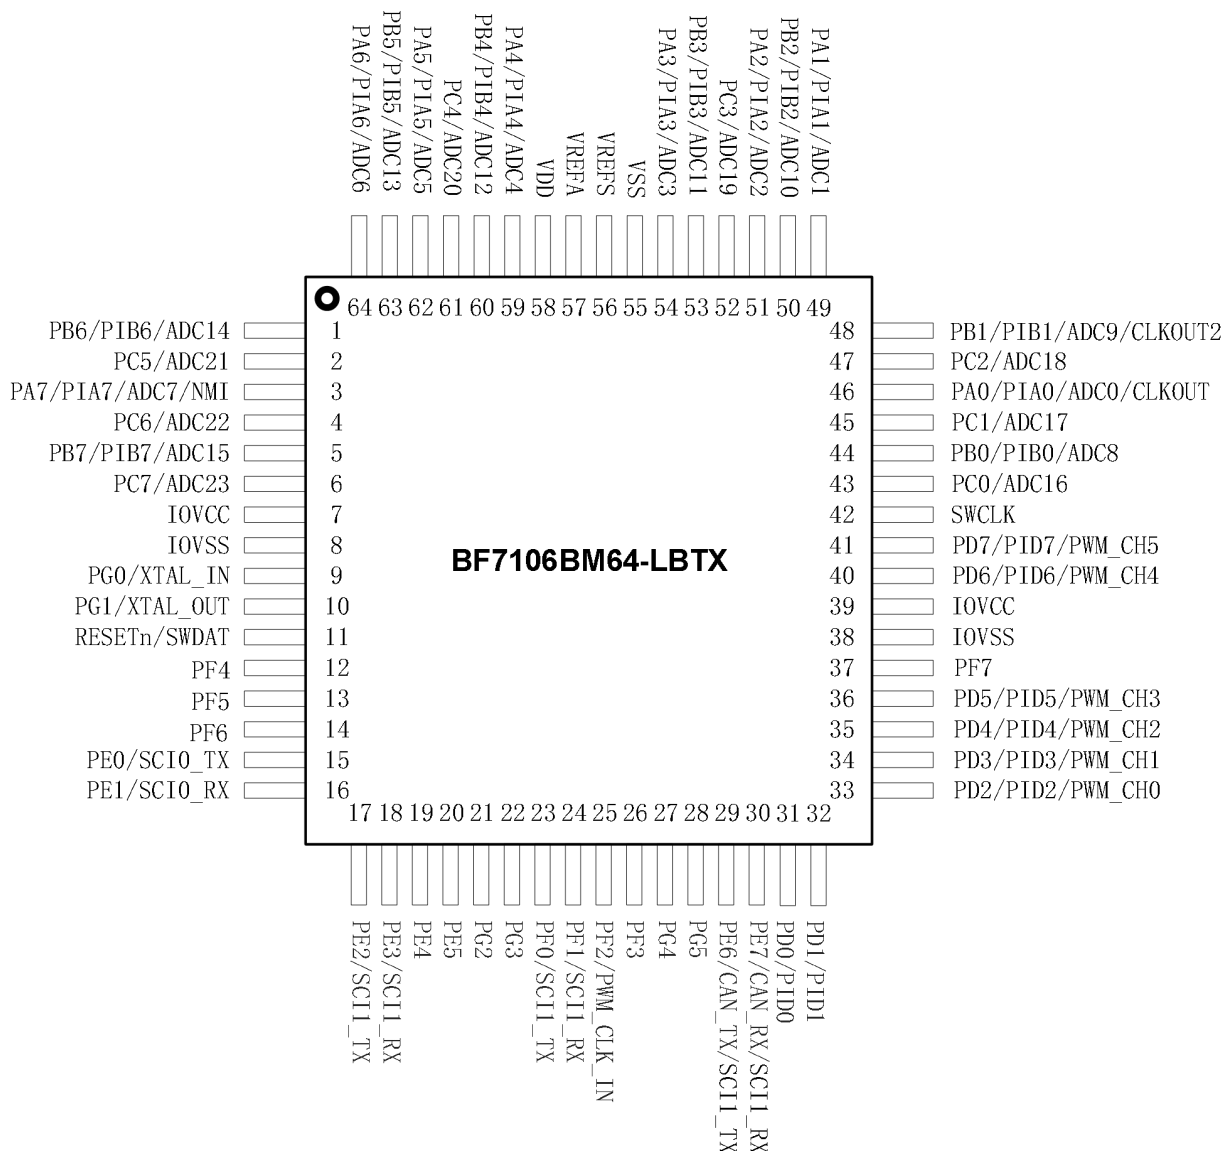 PA6/PIA6/ADC6
PB5/PIB5/ADC13
PA5/PIA5/ADC5
PC4/ADC20
PB4/PIB4/ADC12
PA4/PIA4/ADC4
VDD
VREFA
VREFS
VSS
PA3/PIA3/ADC3
PB3/PIB3/ADC11
PC3/ADC19
PA2/PIA2/ADC2
PB2/PIB2/ADC10
PA1/PIA1/ADC1
64 63 62 61 60 59 58 57 56 55 54 53 52 51 50 49
PB6/PIB6/ADC14 1
PC5/ADC21 2
PA7/PIA7/ADC7/NMI 3
PC6/ADC22 4
PB7/PIB7/ADC15 5
PC7/ADC23 6
IOVCC 7
IOVSS 8
PG0/XTAL_IN 9
PG1/XTAL_OUT 10
RESETn/SWDAT 11
PF4 12
PF5 13
PF6 14
PE0/SCI0_TX 15
PE1/SCI0_RX 16
BF7106BM64-LBTX
48 PB1/PIB1/ADC9/CLKOUT2
47 PC2/ADC18
46 PA0/PIA0/ADC0/CLKOUT
45 PC1/ADC17
44 PB0/PIB0/ADC8
43 PC0/ADC16
42 SWCLK
41 PD7/PID7/PWM_CH5
40 PD6/PID6/PWM_CH4
39 IOVCC
38 IOVSS
37 PF7
36 PD5/PID5/PWM_CH3
35 PD4/PID4/PWM_CH2
34 PD3/PID3/PWM_CH1
33 PD2/PID2/PWM_CH0
17 18 19 20 21 22 23 24 25 26 27 28 29 30 31 32
PE2/SCI1_TX
PE3/SCI1_RX
PE4
PE5
PG2
PG3
PF0/SCI1_TX
PF1/SCI1_RX
PF2/PWM_CLK_IN
PF3
PG4
PG5
PE6/CAN_TX/SCI1_TX
PE7/CAN_RX/SCI1_RX
PD0/PID0
PD1/PID1